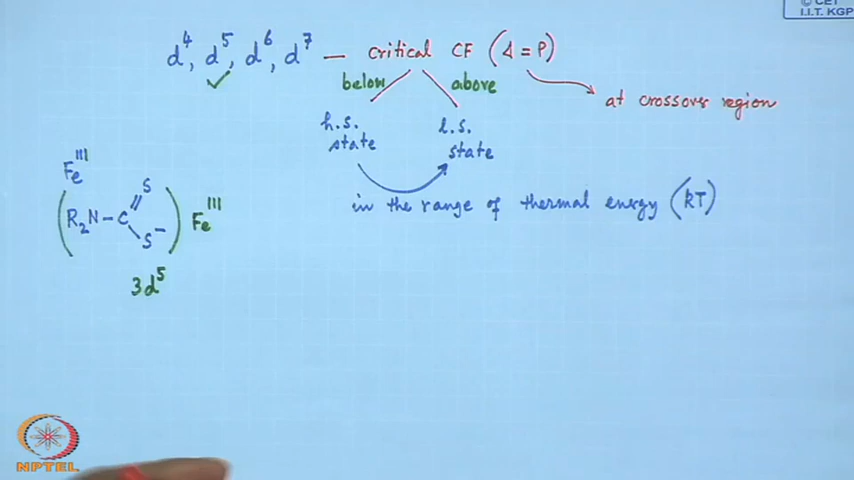 © CET
I.I.T. KGP
d⁴, d⁵, d⁶, d⁷ — critical CF (Δ = P)
✓
below
above
at crossover region
h.s. state
l.s. state
in the range of thermal energy (kT)
Feᴵᴵᴵ
(R₂N–C
S
S⁻
) Feᴵᴵᴵ
3d⁵
NPTEL